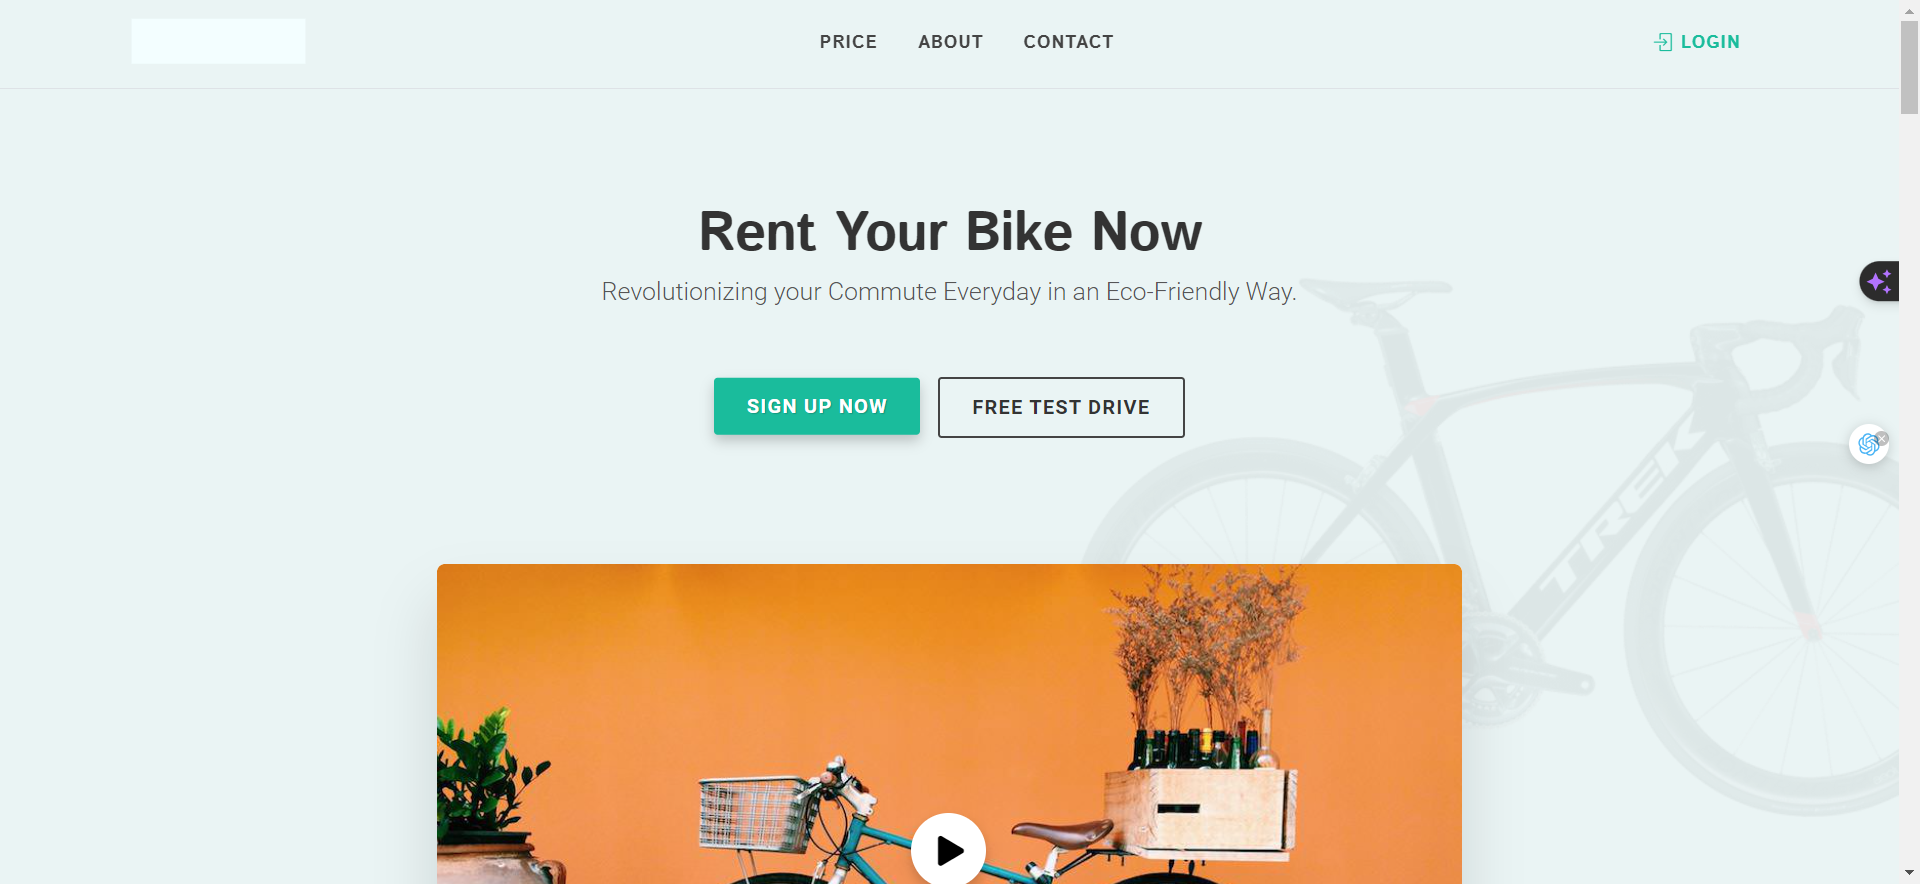 PRICE ABOUT CONTACT LOGIN
Rent Your Bike Now
Revolutionizing your Commute Everyday in an Eco-Friendly Way.
SIGN UP NOW FREE TEST DRIVE
TREK